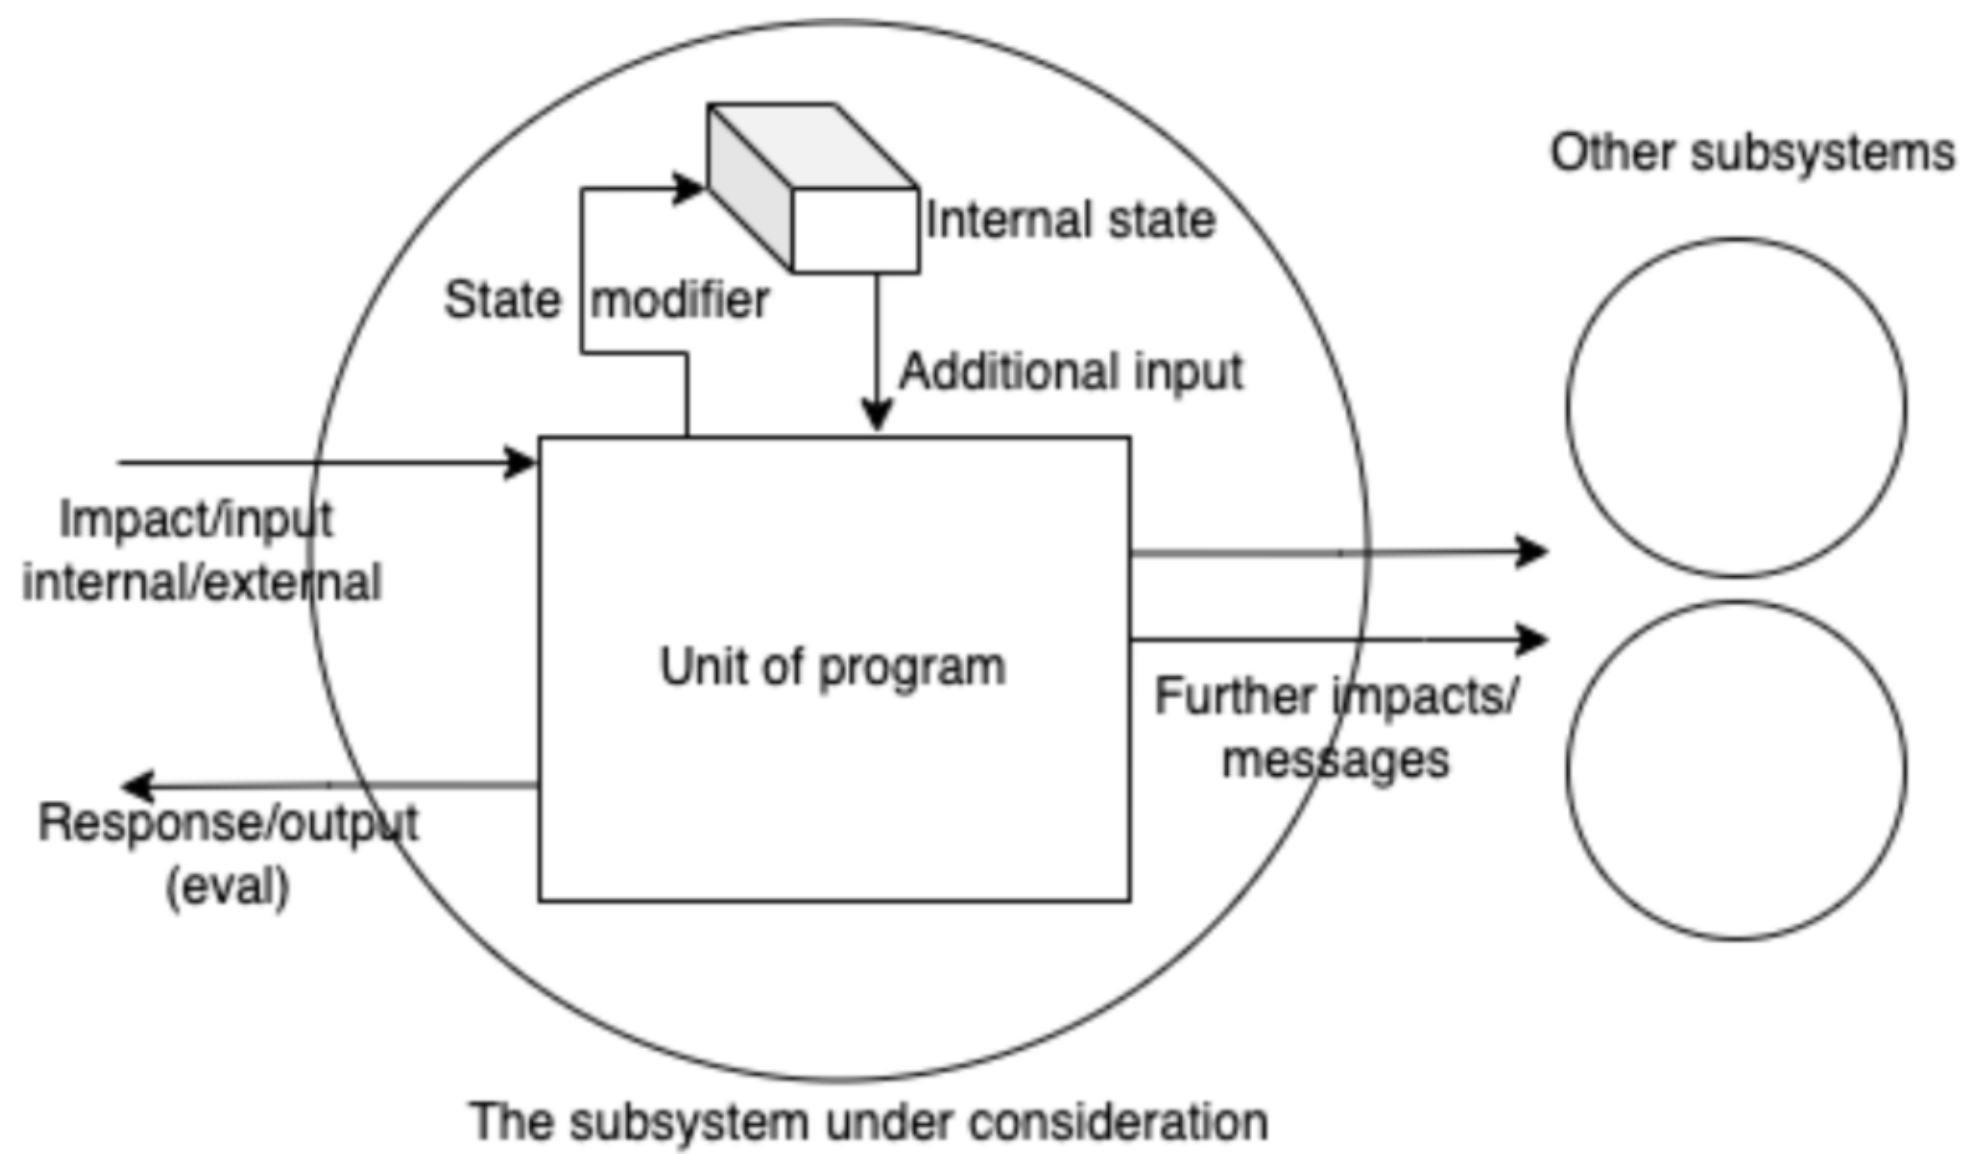 Other subsystems
Internal state
State modifier
Additional input
Impact/input
internal/external
Unit of program
Further impacts/
messages
Response/output
(eval)
The subsystem under consideration